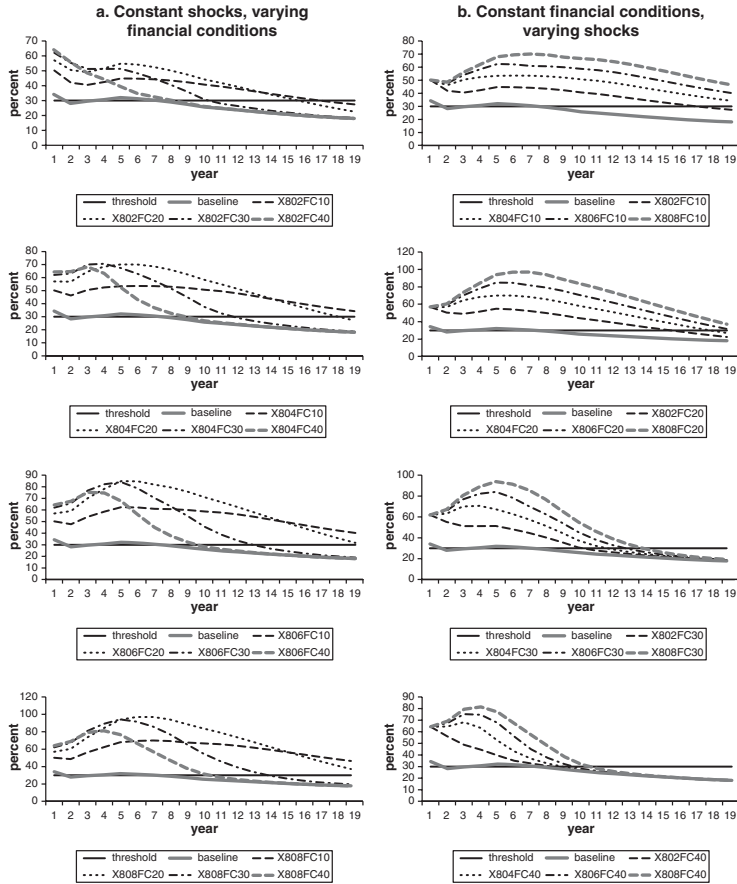 a. Constant shocks, varying
financial conditions
percent
70
60
50
40
30
20
10
0
1 2 3 4 5 6 7 8 9 10 11 12 13 14 15 16 17 18 19
year
threshold baseline X802FC10
X802FC20 X802FC30 X802FC40
percent
80
70
60
50
40
30
20
10
0
1 2 3 4 5 6 7 8 9 10 11 12 13 14 15 16 17 18 19
year
threshold baseline X804FC10
X804FC20 X804FC30 X804FC40
percent
90
80
70
60
50
40
30
20
10
0
1 2 3 4 5 6 7 8 9 10 11 12 13 14 15 16 17 18 19
year
threshold baseline X806FC10
X806FC20 X806FC30 X806FC40
percent
120
100
80
60
40
20
0
1 2 3 4 5 6 7 8 9 10 11 12 13 14 15 16 17 18 19
year
threshold baseline X808FC10
X808FC20 X808FC30 X808FC40
b. Constant financial conditions,
varying shocks
percent
80
70
60
50
40
30
20
10
0
1 2 3 4 5 6 7 8 9 10 11 12 13 14 15 16 17 18 19
year
threshold baseline X802FC10
X804FC10 X806FC10 X808FC10
percent
120
100
80
60
40
20
0
1 2 3 4 5 6 7 8 9 10 11 12 13 14 15 16 17 18 19
year
threshold baseline X802FC20
X804FC20 X806FC20 X808FC20
percent
100
80
60
40
20
0
1 2 3 4 5 6 7 8 9 10 11 12 13 14 15 16 17 18 19
year
threshold baseline X802FC30
X804FC30 X806FC30 X808FC30
percent
90
80
70
60
50
40
30
20
10
0
1 2 3 4 5 6 7 8 9 10 11 12 13 14 15 16 17 18 19
year
threshold baseline X802FC40
X804FC40 X806FC40 X808FC40